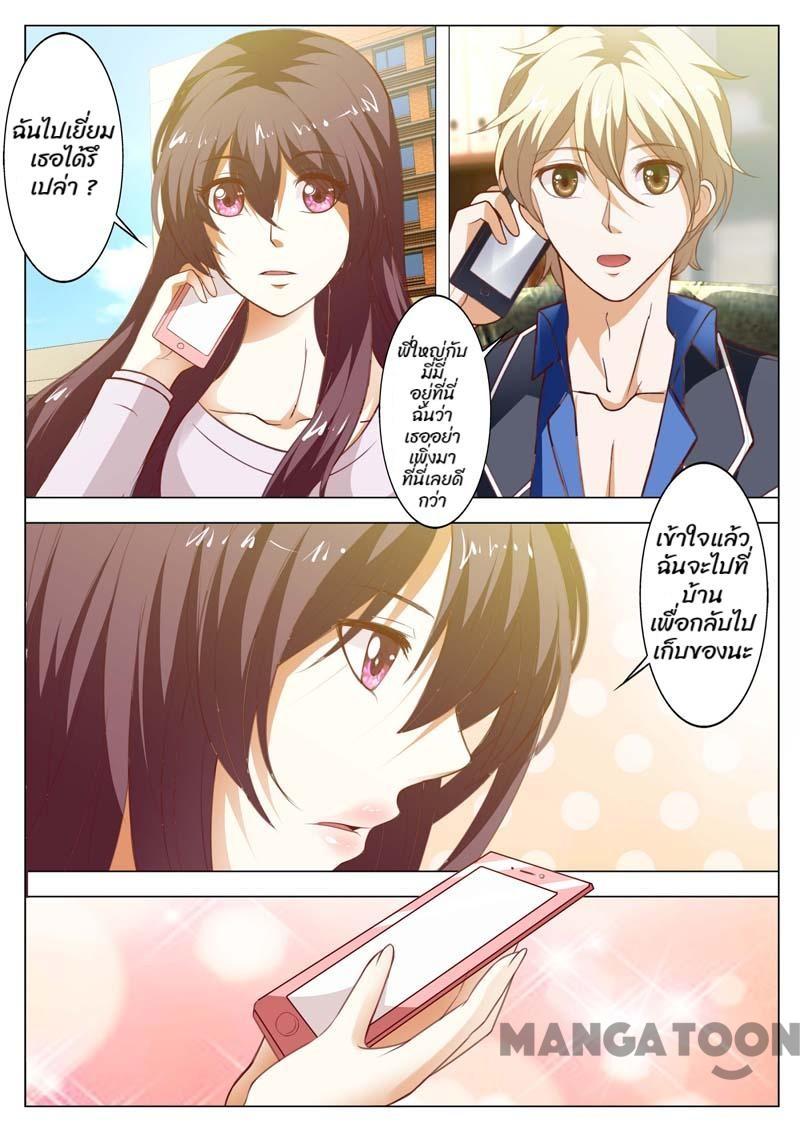 ฉันไปเยี่ยม
เธอได้รึ
เปล่า ?
พี่ใหญ่กับ
มีมี่
อยู่ที่นี่
ฉันว่า
เธออย่า
เพิ่งมา
ที่นี่เลยดี
กว่า
เข้าใจแล้ว
ฉันจะไปที่
บ้าน
เพื่อกลับไป
เก็บของนะ
MANGATOON